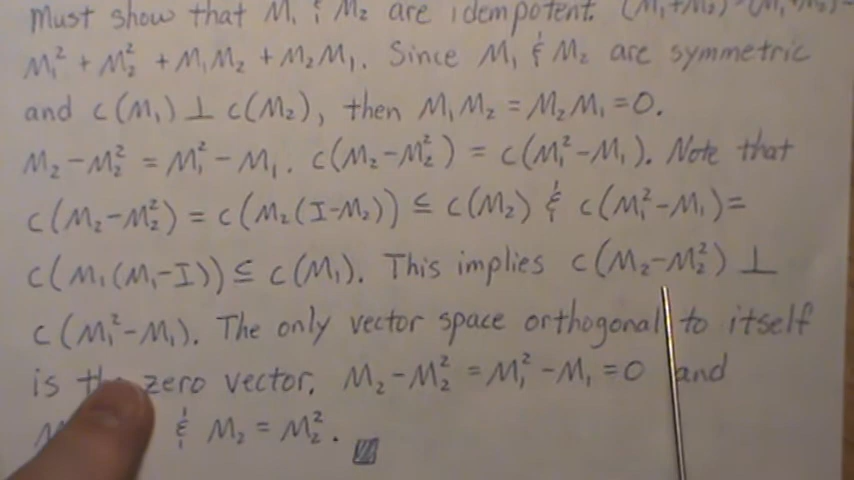 Must show that M₁ & M₂ are idempotent. (M₁+M₂)
M₁² + M₂² + M₁M₂ + M₂M₁. Since M₁ & M₂ are symmetric
and C(M₁) ⊥ C(M₂), then M₁M₂ = M₂M₁ = 0.
M₂ − M₂² = M₁² − M₁. C(M₂−M₂²) = C(M₁²−M₁). Note that
C(M₂−M₂²) = C(M₂(I−M₂)) ⊆ C(M₂) & C(M₁²−M₁) =
C(M₁(M₁−I)) ⊆ C(M₁). This implies C(M₂−M₂²) ⊥
C(M₁²−M₁). The only vector space orthogonal to itself
is the zero vector. M₂−M₂² = M₁²−M₁ = 0 and
& M₂ = M₂².